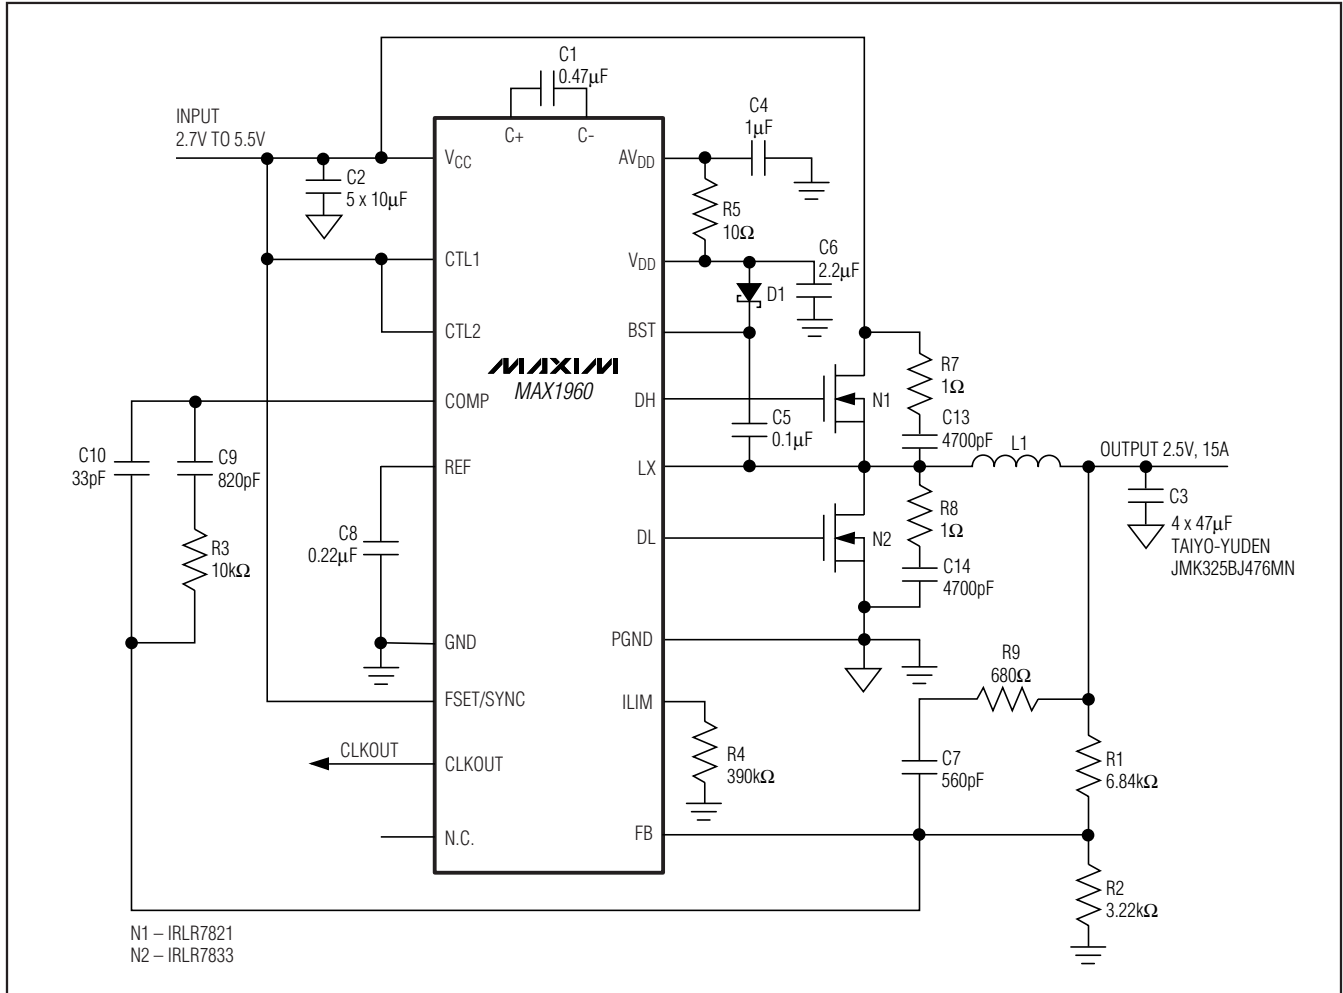 C1
0.47µF
INPUT
2.7V TO 5.5V
C+
C-
C4
1µF
VCC
AVDD
C2
5 x 10µF
R5
10Ω
CTL1
VDD
C6
2.2µF
D1
CTL2
BST
MAXIM
MAX1960
R7
1Ω
COMP
DH
N1
C5
0.1µF
C13
4700pF
L1
OUTPUT 2.5V, 15A
C10
33pF
C9
820pF
REF
LX
C3
4 x 47µF
TAIYO-YUDEN
JMK325BJ476MN
R8
1Ω
C8
0.22µF
DL
N2
R3
10kΩ
C14
4700pF
GND
PGND
R9
680Ω
FSET/SYNC
ILIM
CLKOUT
CLKOUT
R4
390kΩ
C7
560pF
R1
6.84kΩ
N.C.
FB
R2
3.22kΩ
N1 – IRLR7821
N2 – IRLR7833